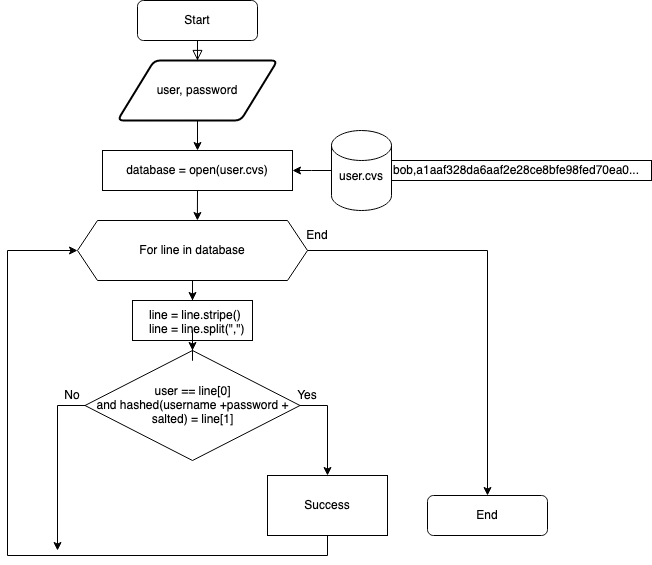 Start
user, password
database = open(user.cvs)
user.cvs
bob,a1aaf328da6aaf2e28ce8bfe98fed70ea0...
For line in database
End
line = line.stripe()
line = line.split(",")
No
user == line[0]
and hashed(username +password +
salted) = line[1]
Yes
Success
End